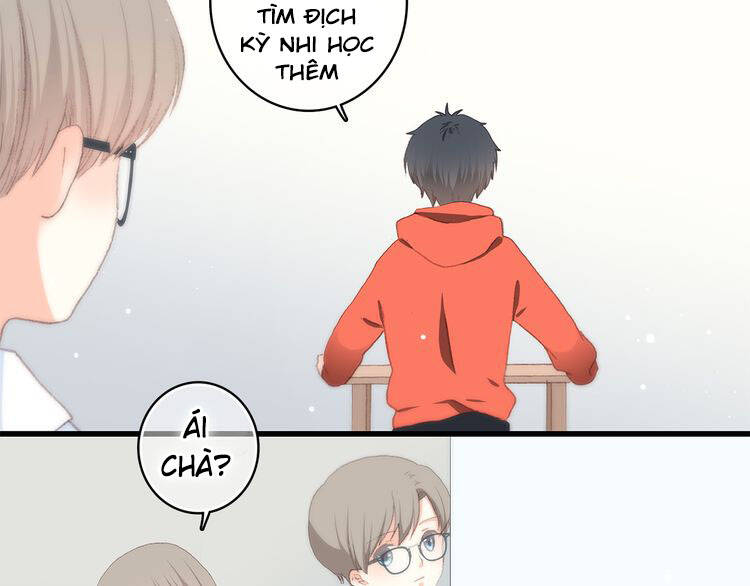 TÌM ĐỊCH
KỲ NHI HỌC
THÊM
ÁI
CHÀ?